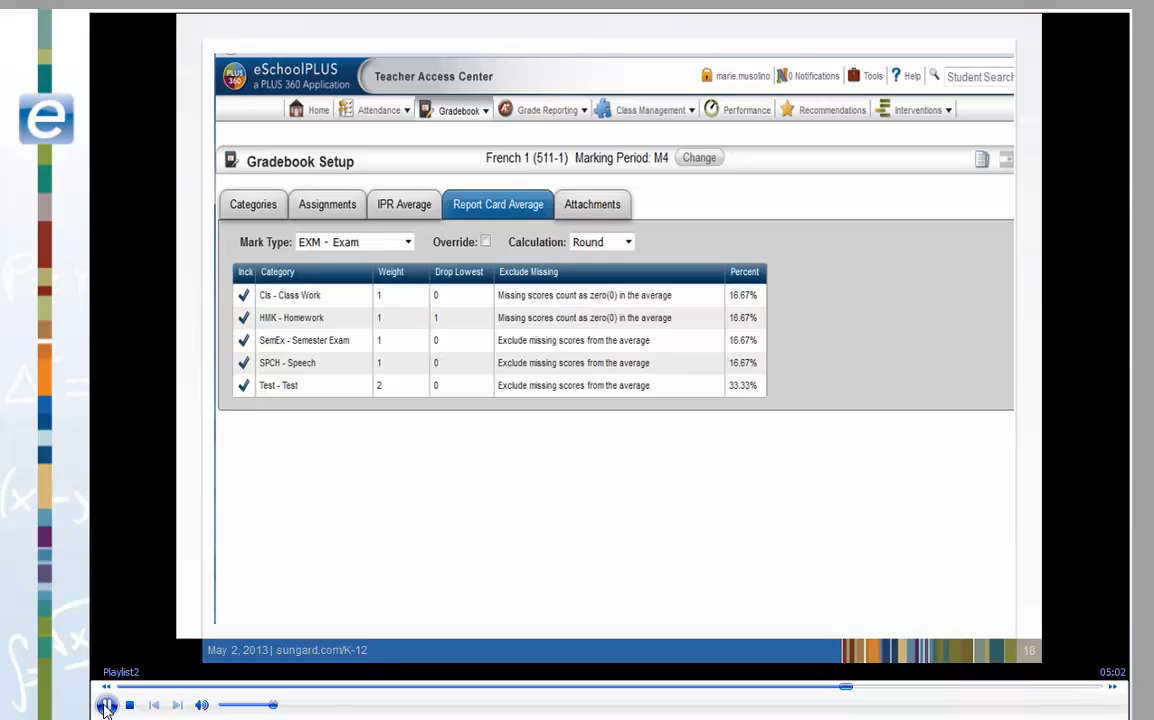 eSchoolPLUS
a PLUS 360 Application
PLUS 360
Teacher Access Center
marie.musolino 0 Notifications Tools ? Help Student Search
Home Attendance Gradebook Grade Reporting Class Management Performance Recommendations Interventions
Gradebook Setup French 1 (511-1) Marking Period: M4 Change
Categories Assignments IPR Average Report Card Average Attachments
Mark Type: EXM - Exam Override: Calculation: Round
Incl Category Weight Drop Lowest Exclude Missing Percent
Cls - Class Work 1 0 Missing scores count as zero(0) in the average 16.67%
HMK - Homework 1 1 Missing scores count as zero(0) in the average 16.67%
SemEx - Semester Exam 1 0 Exclude missing scores from the average 16.67%
SPCH - Speech 1 0 Exclude missing scores from the average 16.67%
Test - Test 2 0 Exclude missing scores from the average 33.33%
May 2, 2013 | sungard.com/K-12 18
Playlist2 05:02
e